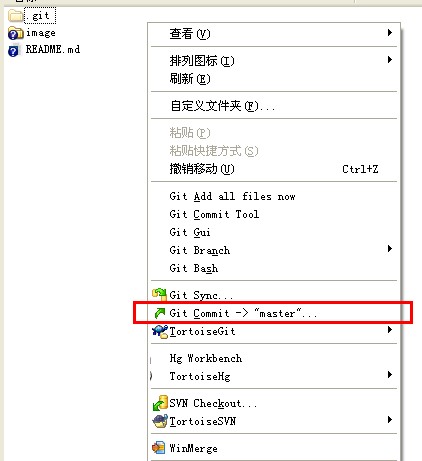 .git
image
README.md
查看(V)
排列图标(I)
刷新(E)
自定义文件夹(F)...
粘贴(P)
粘贴快捷方式(S)
撤销移动(U) Ctrl+Z
Git Add all files now
Git Commit Tool
Git Gui
Git Branch
Git Bash
Git Sync...
Git Commit -> "master"...
TortoiseGit
Hg Workbench
TortoiseHg
SVN Checkout...
TortoiseSVN
WinMerge